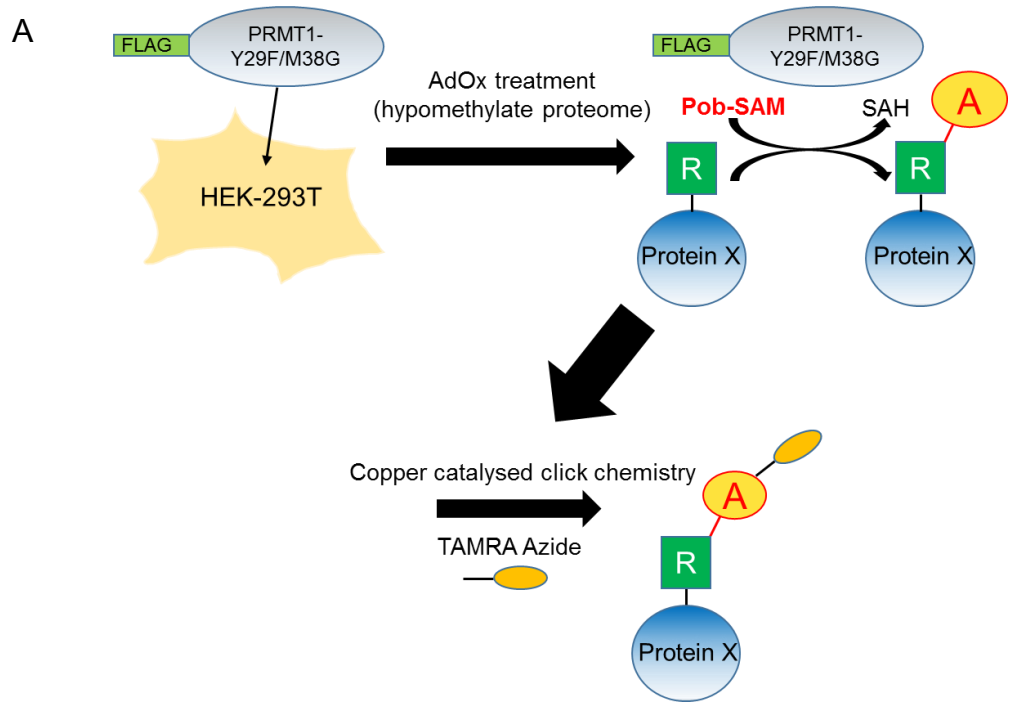 A
FLAG
PRMT1-
Y29F/M38G
HEK-293T
AdOx treatment
(hypomethylate proteome)
FLAG
PRMT1-
Y29F/M38G
Pob-SAM
SAH
A
R
R
Protein X
Protein X
Copper catalysed click chemistry
TAMRA Azide
A
R
Protein X